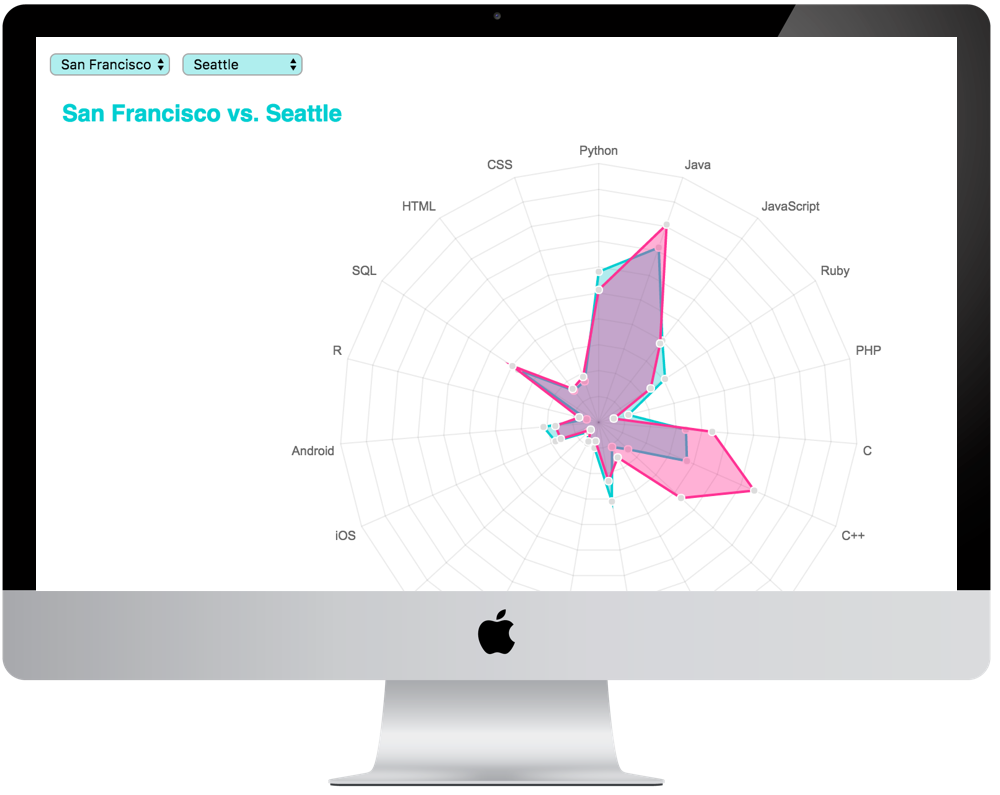 San Francisco
Seattle
San Francisco vs. Seattle
Python
CSS
Java
HTML
JavaScript
SQL
Ruby
R
PHP
Android
C
iOS
C++